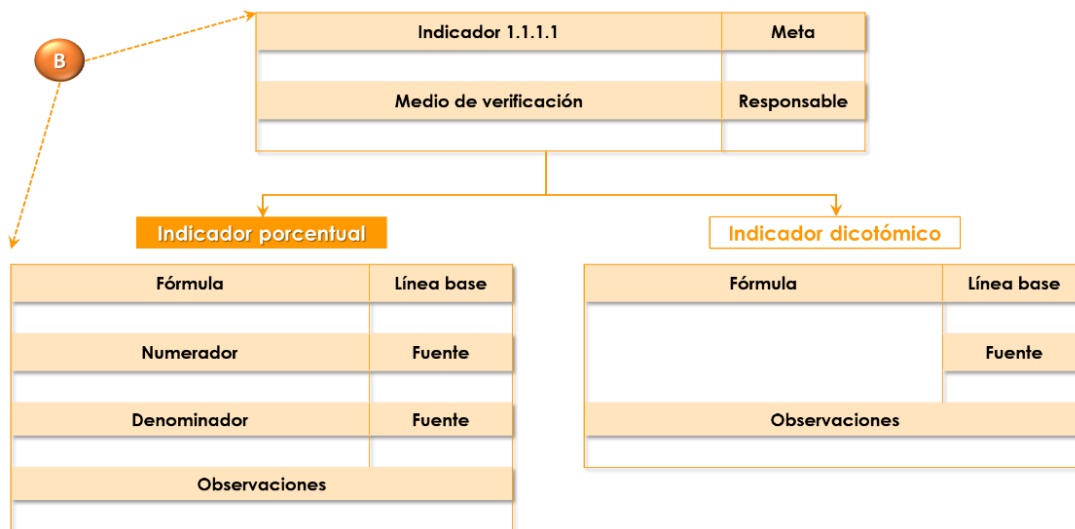 B
Indicador 1.1.1.1 Meta
Medio de verificación Responsable
Indicador porcentual
Fórmula Línea base
Numerador Fuente
Denominador Fuente
Observaciones
Indicador dicotómico
Fórmula Línea base
Fuente
Observaciones